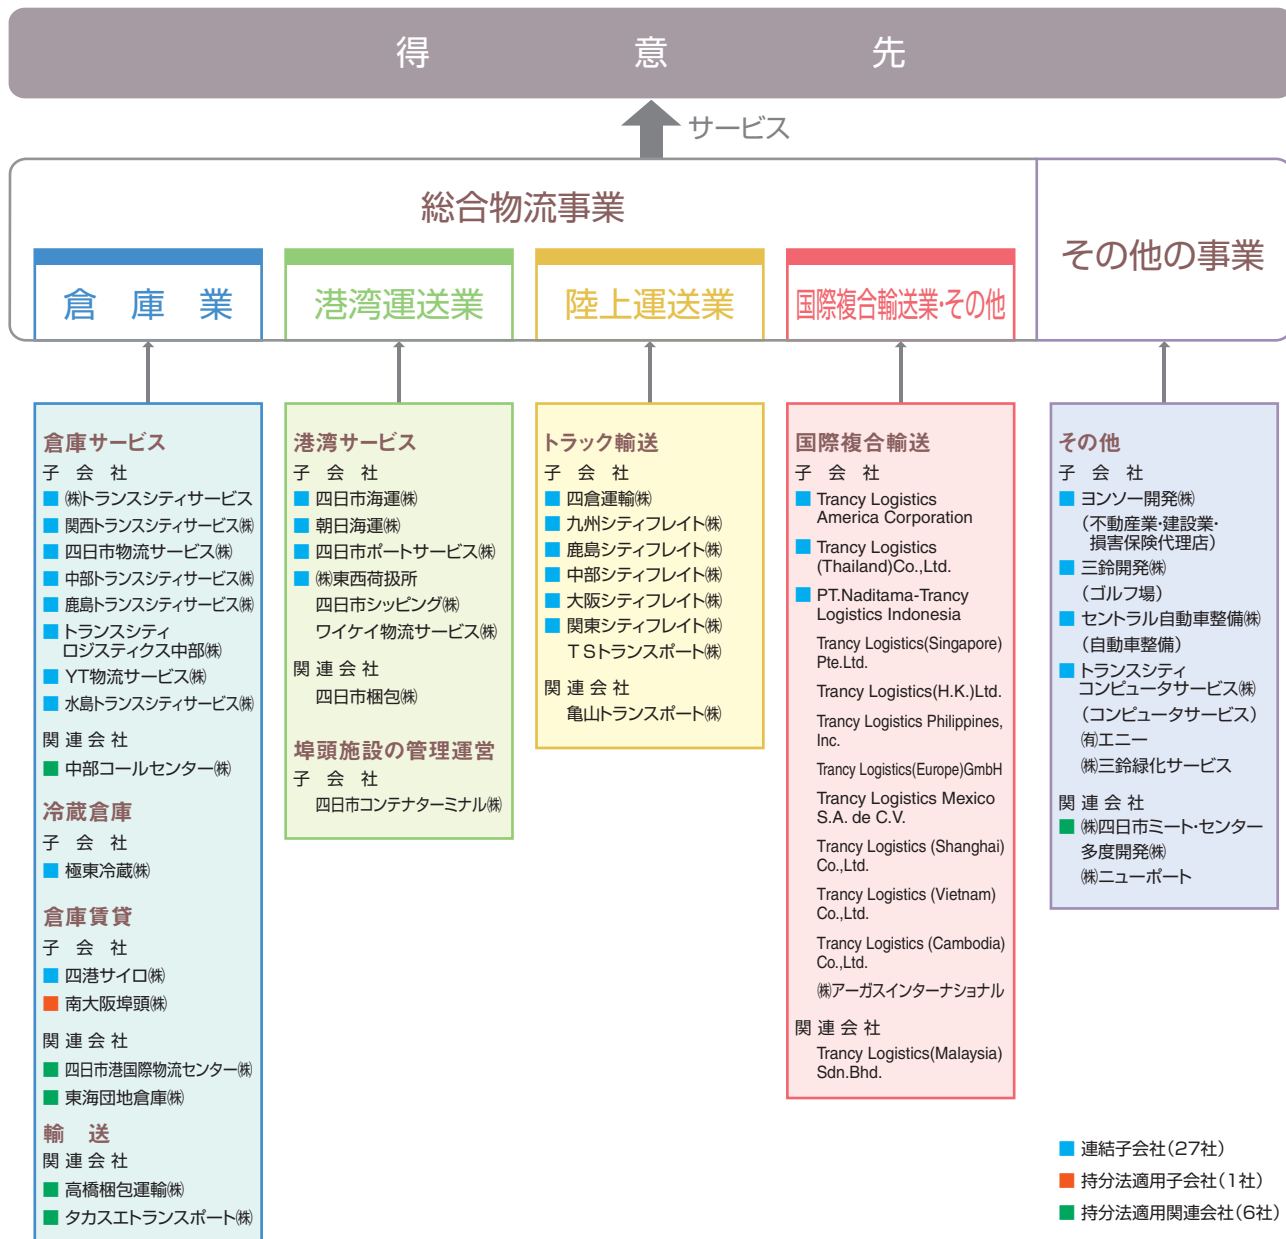 得意先
サービス
総合物流事業
その他の事業
倉庫業
港湾運送業
陸上運送業
国際複合輸送業・その他
倉庫サービス
子会社
㈱トランスシティサービス
関西トランスシティサービス㈱
四日市物流サービス㈱
中部トランスシティサービス㈱
鹿島トランスシティサービス㈱
トランスシティ
ロジスティクス中部㈱
YT物流サービス㈱
水島トランスシティサービス㈱
関連会社
中部コールセンター㈱
冷蔵倉庫
子会社
極東冷蔵㈱
倉庫賃貸
子会社
四港サイロ㈱
南大阪埠頭㈱
関連会社
四日市港国際物流センター㈱
東海団地倉庫㈱
輸送
関連会社
高橋梱包運輸㈱
タカスエトランスポート㈱
港湾サービス
子会社
四日市海運㈱
朝日海運㈱
四日市ポートサービス㈱
㈱東西荷扱所
四日市シッピング㈱
ワイケイ物流サービス㈱
関連会社
四日市梱包㈱
埠頭施設の管理運営
子会社
四日市コンテナターミナル㈱
トラック輸送
子会社
四倉運輸㈱
九州シティフレイト㈱
鹿島シティフレイト㈱
中部シティフレイト㈱
大阪シティフレイト㈱
関東シティフレイト㈱
TSトランスポート㈱
関連会社
亀山トランスポート㈱
国際複合輸送
子会社
Trancy Logistics
America Corporation
Trancy Logistics
(Thailand)Co.,Ltd.
PT.Naditama-Trancy
Logistics Indonesia
Trancy Logistics(Singapore)
Pte.Ltd.
Trancy Logistics(H.K.)Ltd.
Trancy Logistics Philippines,
Inc.
Trancy Logistics(Europe)GmbH
Trancy Logistics Mexico
S.A. de C.V.
Trancy Logistics (Shanghai)
Co.,Ltd.
Trancy Logistics (Vietnam)
Co.,Ltd.
Trancy Logistics (Cambodia)
Co.,Ltd.
㈱アーガスインターナショナル
関連会社
Trancy Logistics(Malaysia)
Sdn.Bhd.
その他
子会社
ヨンソー開発㈱
(不動産業・建設業・
損害保険代理店)
三鈴開発㈱
(ゴルフ場)
セントラル自動車整備㈱
(自動車整備)
トランスシティ
コンピュータサービス㈱
(コンピュータサービス)
㈲エニー
㈱三鈴緑化サービス
関連会社
㈱四日市ミート・センター
多度開発㈱
㈱ニューポート
連結子会社(27社)
持分法適用子会社(1社)
持分法適用関連会社(6社)